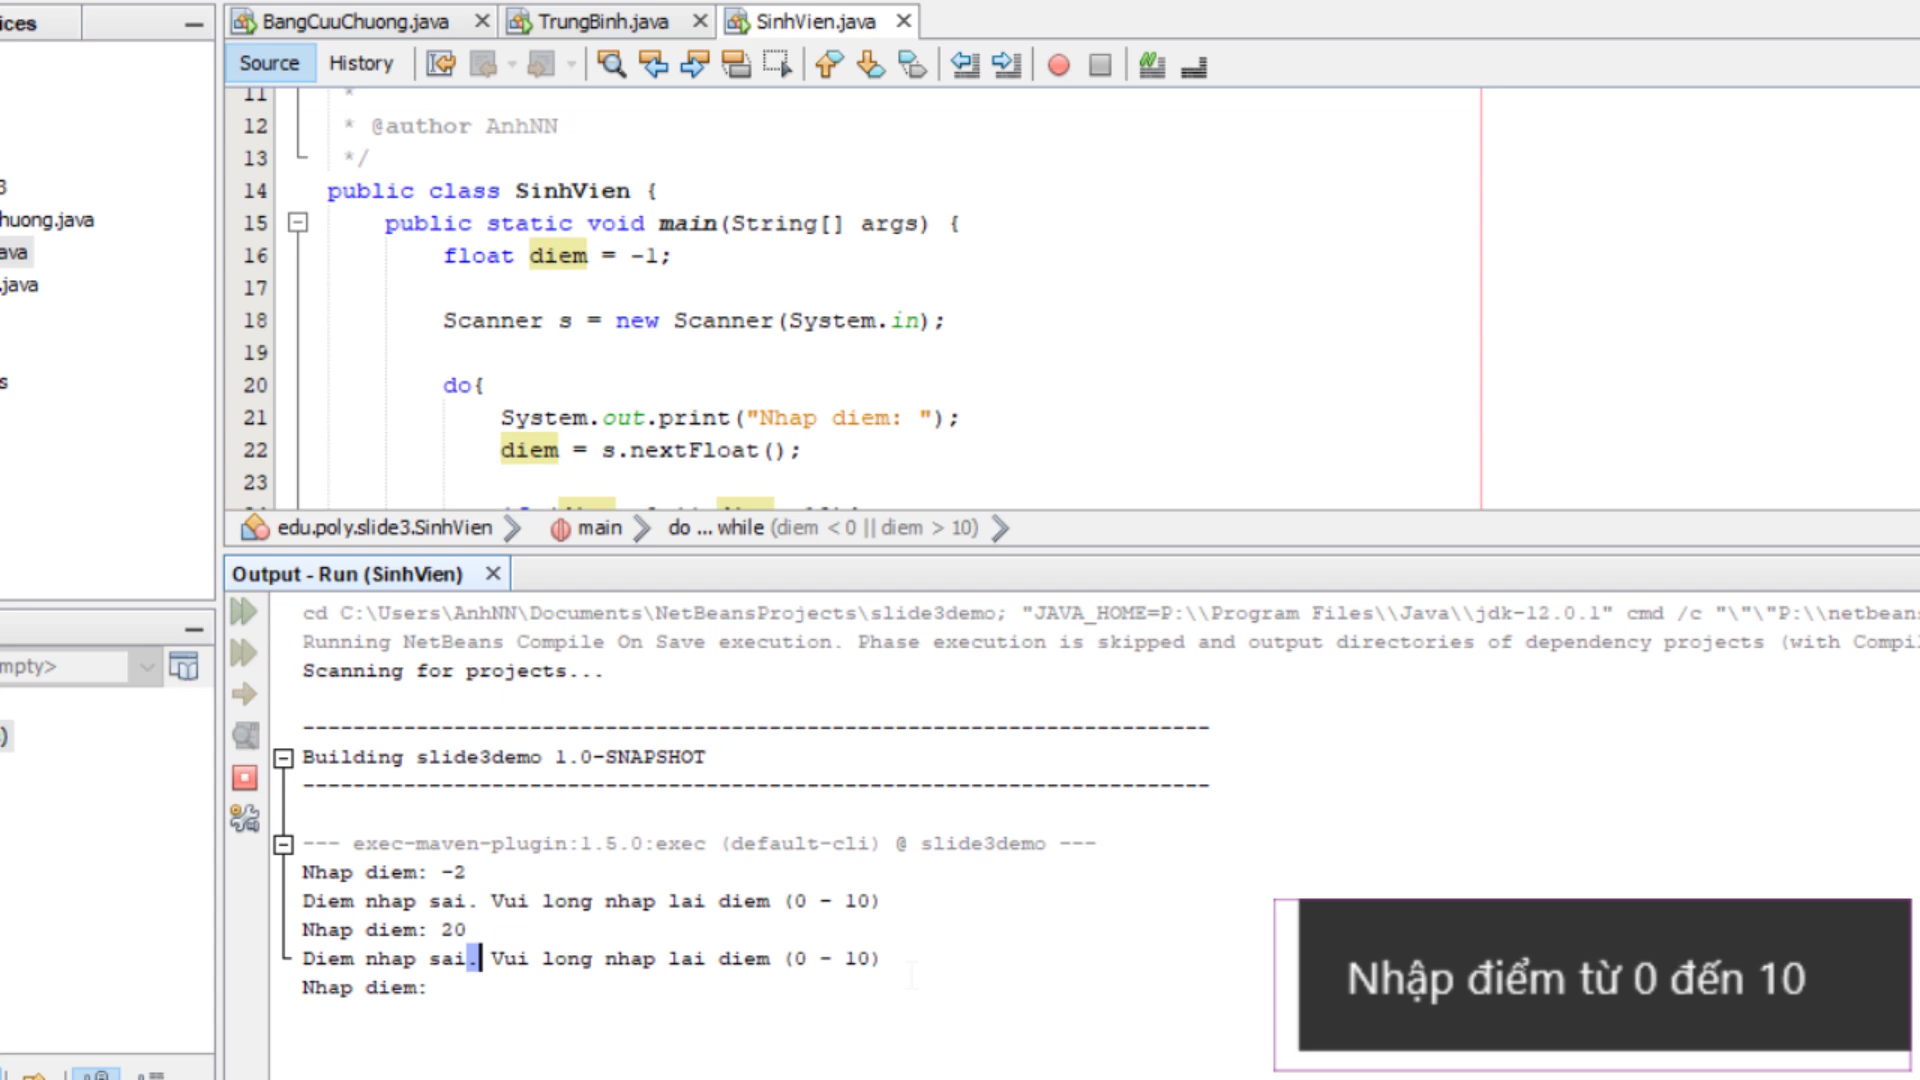 ices
BangCuuChuong.java TrungBinh.java SinhVien.java
Source History
3
huong.java
ava
.java
s
11 *
12 * @author AnhNN
13 */
14 public class SinhVien {
15 public static void main(String[] args) {
16 float diem = -1;
17
18 Scanner s = new Scanner(System.in);
19
20 do{
21 System.out.print("Nhap diem: ");
22 diem = s.nextFloat();
23
edu.poly.slide3.SinhVien main do ... while (diem < 0 || diem > 10)
Output - Run (SinhVien)
mpty>
)
cd C:\Users\AnhNN\Documents\NetBeansProjects\slide3demo; "JAVA_HOME=P:\\Program Files\\Java\\jdk-12.0.1" cmd /c "\"\"P:\\netbeans
Running NetBeans Compile On Save execution. Phase execution is skipped and output directories of dependency projects (with Compil
Scanning for projects...
------------------------------------------------------------------------
Building slide3demo 1.0-SNAPSHOT
------------------------------------------------------------------------
--- exec-maven-plugin:1.5.0:exec (default-cli) @ slide3demo ---
Nhap diem: -2
Diem nhap sai. Vui long nhap lai diem (0 - 10)
Nhap diem: 20
Diem nhap sai. Vui long nhap lai diem (0 - 10)
Nhap diem:
Nhập điểm từ 0 đến 10